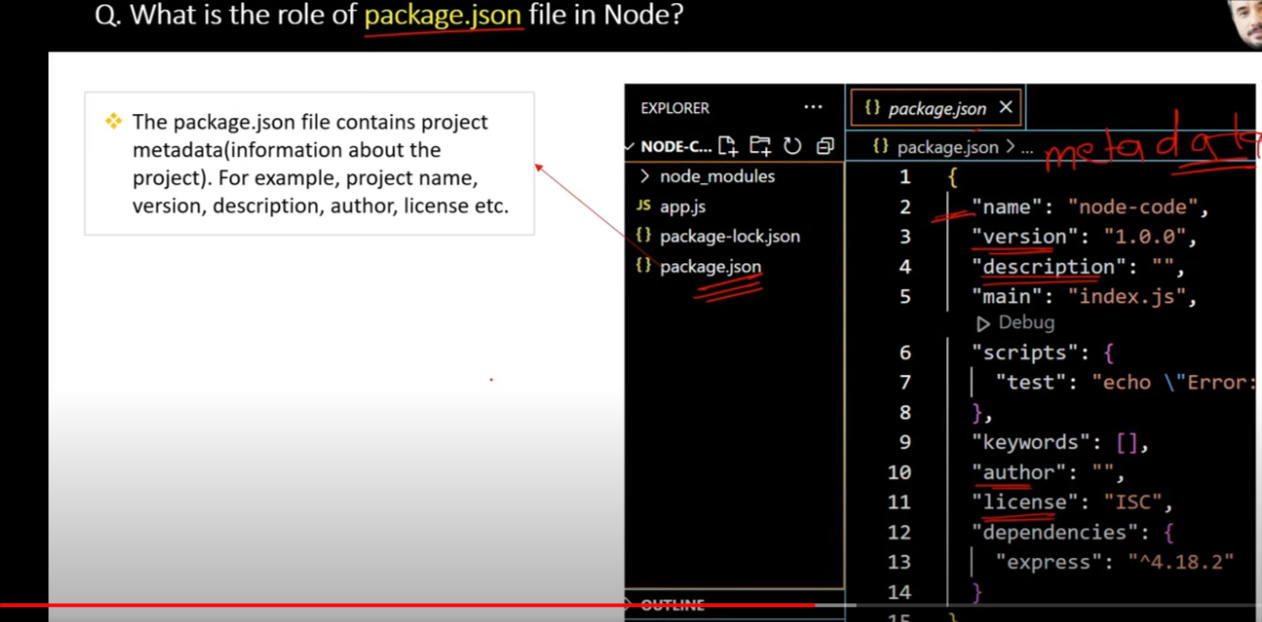 Q. What is the role of package.json file in Node?
The package.json file contains project
metadata(information about the
project). For example, project name,
version, description, author, license etc.
EXPLORER ...
NODE-C...
node_modules
JS app.js
{} package-lock.json
{} package.json
OUTLINE
{} package.json ×
{} package.json > ...
metadata
1 {
2 "name": "node-code",
3 "version": "1.0.0",
4 "description": "",
5 "main": "index.js",
Debug
6 "scripts": {
7 "test": "echo \"Error:
8 },
9 "keywords": [],
10 "author": "",
11 "license": "ISC",
12 "dependencies": {
13 "express": "^4.18.2"
14 }
15 }